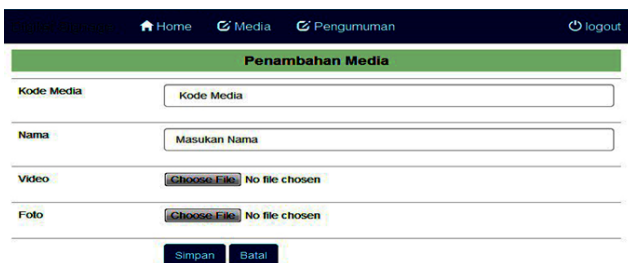 Home Media Pengumuman logout
Penambahan Media
Kode Media Kode Media
Nama Masukan Nama
Video Choose File No file chosen
Foto Choose File No file chosen
Simpan Batal